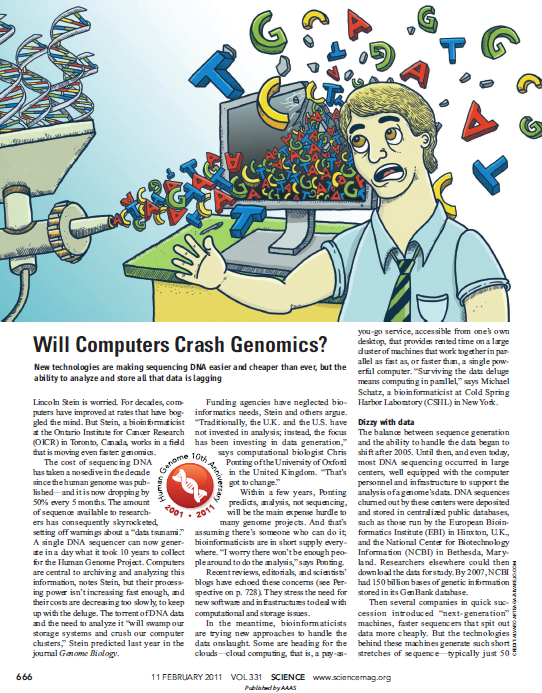 Will Computers Crash Genomics?
New technologies are making sequencing DNA easier and cheaper than ever, but the
ability to analyze and store all that data is lagging
Lincoln Stein is worried. For decades, com-
puters have improved at rates that have bog-
gled the mind. But Stein, a bioinformaticist
at the Ontario Institute for Cancer Research
(OICR) in Toronto, Canada, works in a field
that is moving even faster: genomics.
The cost of sequencing DNA
has taken a nosedive in the decade
since the human genome was pub-
lished—and it is now dropping by
50% every 5 months. The amount
of sequence available to research-
ers has consequently skyrocketed,
setting off warnings about a “data tsunami.”
A single DNA sequencer can now gener-
ate in a day what it took 10 years to collect
for the Human Genome Project. Computers
are central to archiving and analyzing this
information, notes Stein, but their process-
ing power isn't increasing fast enough, and
their costs are decreasing too slowly, to keep
up with the deluge. The torrent of DNA data
and the need to analyze it “will swamp our
storage systems and crush our computer
clusters,” Stein predicted last year in the
journal Genome Biology.
Human Genome 10th Anniversary
2001 • 2011
Funding agencies have neglected bio-
informatics needs, Stein and others argue.
“Traditionally, the U.K. and the U.S. have
not invested in analysis; instead, the focus
has been investing in data generation,”
says computational biologist Chris
Ponting of the University of Oxford
in the United Kingdom. “That's
got to change.”
Within a few years, Ponting
predicts, analysis, not sequencing,
will be the main expense hurdle to
many genome projects. And that's
assuming there's someone who can do it;
bioinformaticists are in short supply every-
where. “I worry there won't be enough peo-
ple around to do the analysis,” says Ponting.
Recent reviews, editorials, and scientists'
blogs have echoed these concerns (see Per-
spective on p. 728). They stress the need for
new software and infrastructures to deal with
computational and storage issues.
In the meantime, bioinformaticists
are trying new approaches to handle the
data onslaught. Some are heading for the
clouds—cloud computing, that is, a pay-as-
you-go service, accessible from one's own
desktop, that provides rented time on a large
cluster of machines that work together in par-
allel as fast as, or faster than, a single pow-
erful computer. “Surviving the data deluge
means computing in parallel,” says Michael
Schatz, a bioinformaticist at Cold Spring
Harbor Laboratory (CSHL) in New York.
Dizzy with data
The balance between sequence generation
and the ability to handle the data began to
shift after 2005. Until then, and even today,
most DNA sequencing occurred in large
centers, well equipped with the computer
personnel and infrastructure to support the
analysis of a genome's data. DNA sequences
churned out by these centers were deposited
and stored in centralized public databases,
such as those run by the European Bioin-
formatics Institute (EBI) in Hinxton, U.K.,
and the National Center for Biotechnology
Information (NCBI) in Bethesda, Mary-
land. Researchers elsewhere could then
download the data for study. By 2007, NCBI
had 150 billion bases of genetic information
stored in its GenBank database.
Then several companies in quick suc-
cession introduced “next-generation”
machines, faster sequencers that spit out
data more cheaply. But the technologies
behind these machines generate such short
stretches of sequence—typically just 50
666
11 FEBRUARY 2011 VOL 331 SCIENCE www.sciencemag.org
Published by AAAS